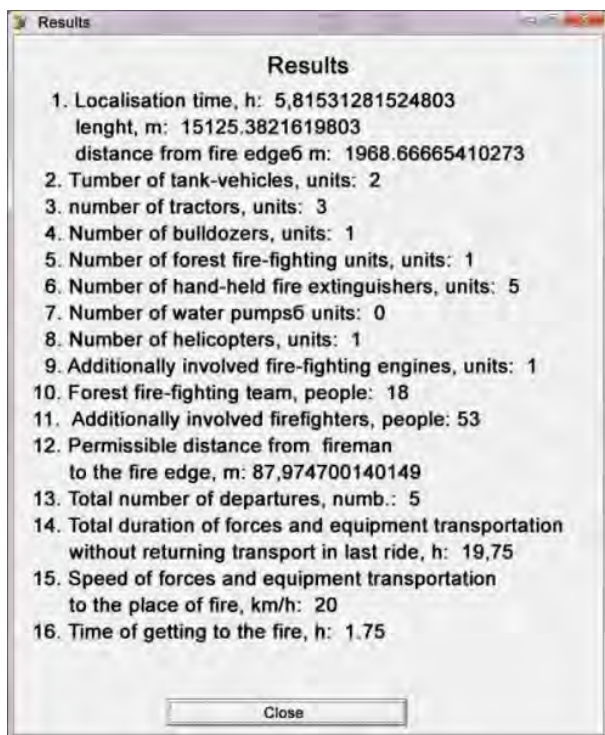 Results
Results
1. Localisation time, h: 5,81531281524803
lenght, m: 15125.3821619803
distance from fire edgeб m: 1968.66665410273
2. Tumber of tank-vehicles, units: 2
3. number of tractors, units: 3
4. Number of bulldozers, units: 1
5. Number of forest fire-fighting units, units: 1
6. Number of hand-held fire extinguishers, units: 5
7. Number of water pumpsб units: 0
8. Number of helicopters, units: 1
9. Additionally involved fire-fighting engines, units: 1
10. Forest fire-fighting team, people: 18
11. Additionally involved firefighters, people: 53
12. Permissible distance from fireman
to the fire edge, m: 87,974700140149
13. Total number of departures, numb.: 5
14. Total duration of forces and equipment transportation
without returning transport in last ride, h: 19,75
15. Speed of forces and equipment transportation
to the place of fire, km/h: 20
16. Time of getting to the fire, h: 1.75
Close